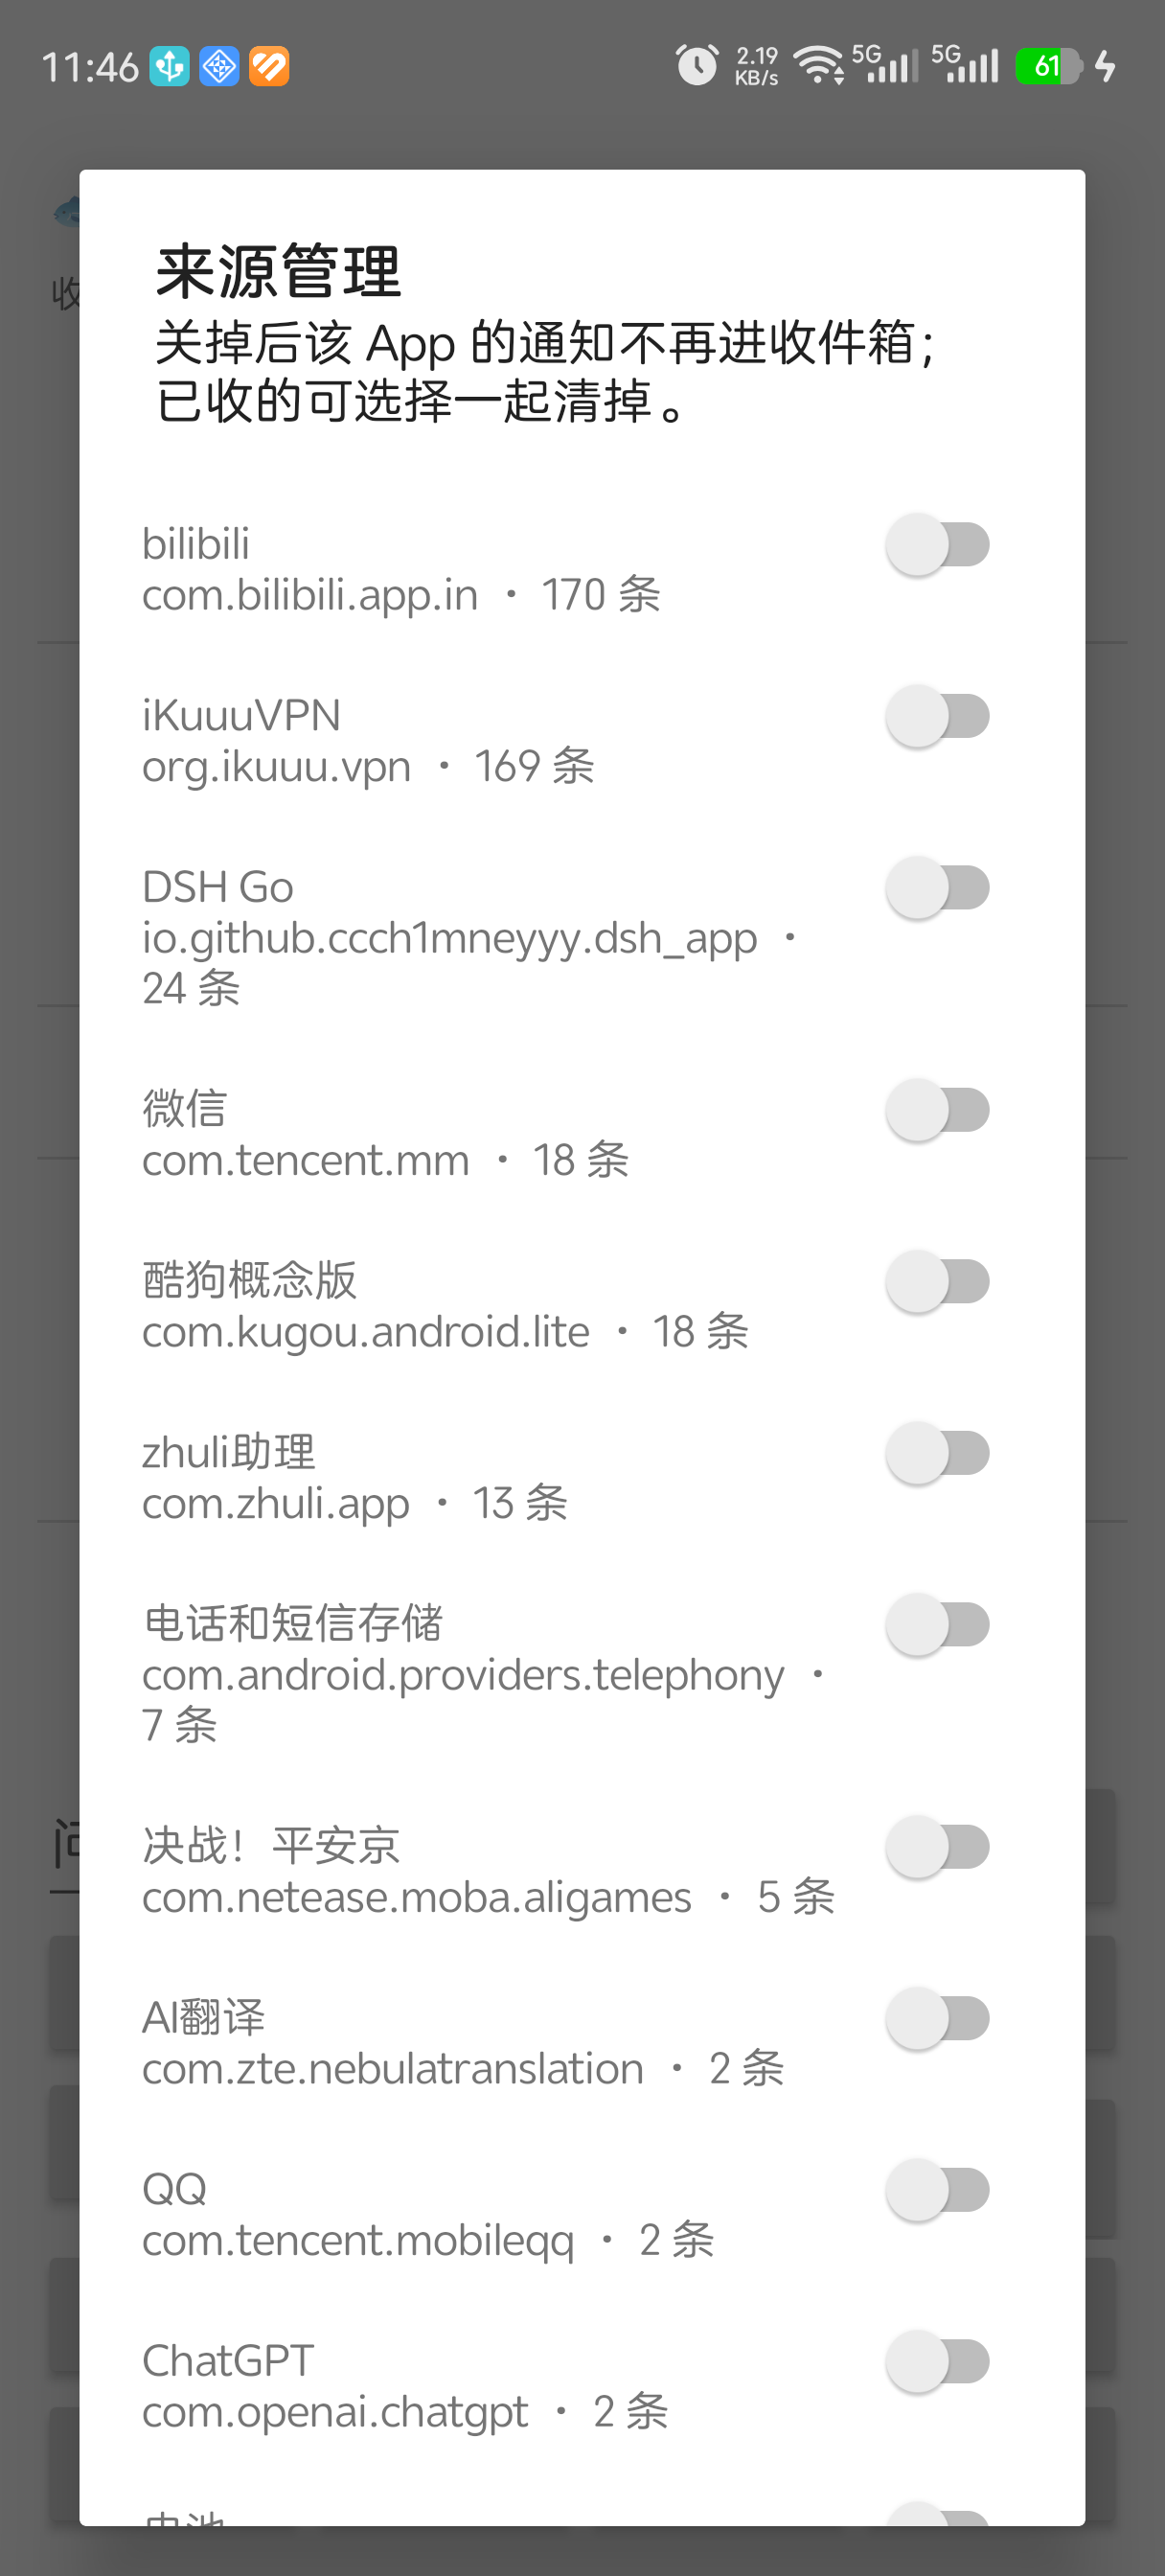 11:46
2.19
KB/s
5G
5G
61
收
来源管理
关掉后该 App 的通知不再进收件箱；
已收的可选择一起清掉。
bilibili
com.bilibili.app.in · 170 条
iKuuuVPN
org.ikuuu.vpn · 169 条
DSH Go
io.github.ccch1mneyyy.dsh_app ·
24 条
微信
com.tencent.mm · 18 条
酷狗概念版
com.kugou.android.lite · 18 条
zhuli助理
com.zhuli.app · 13 条
电话和短信存储
com.android.providers.telephony ·
7 条
决战！平安京
com.netease.moba.aligames · 5 条
AI翻译
com.zte.nebulatranslation · 2 条
QQ
com.tencent.mobileqq · 2 条
ChatGPT
com.openai.chatgpt · 2 条
电池